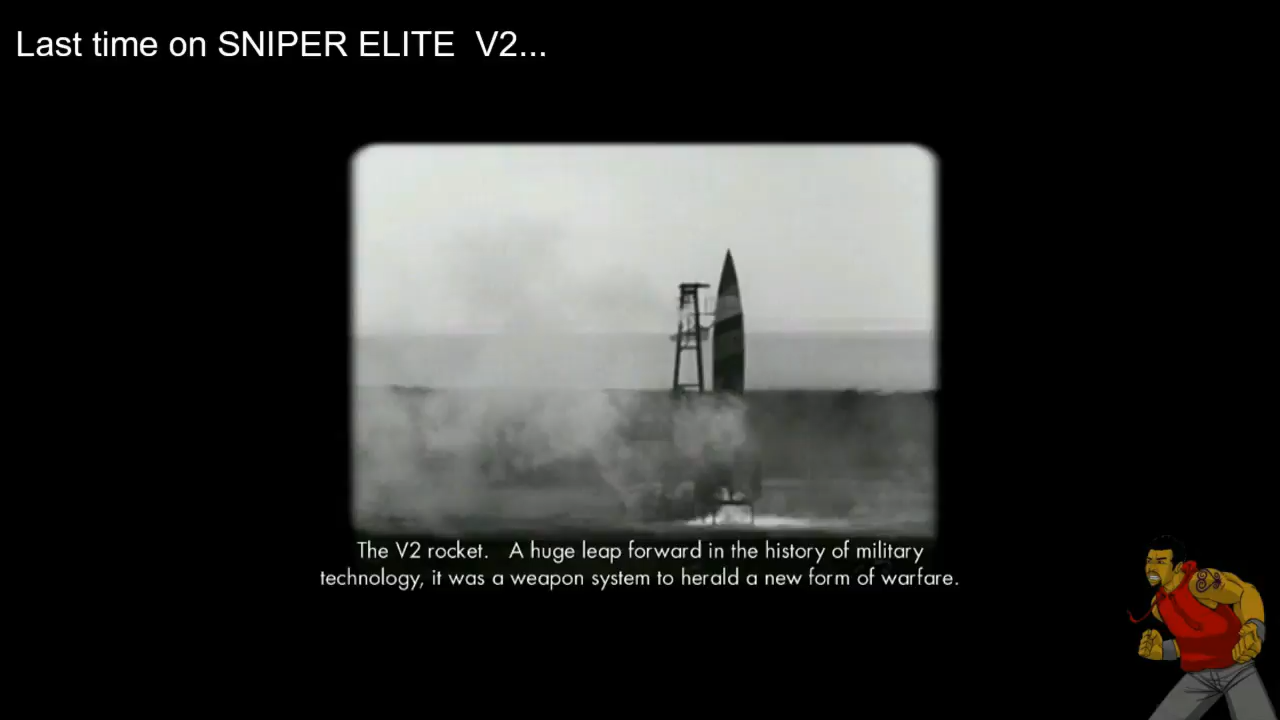 Last time on SNIPER ELITE  V2...
The V2 rocket.   A huge leap forward in the history of military
technology, it was a weapon system to herald a new form of warfare.